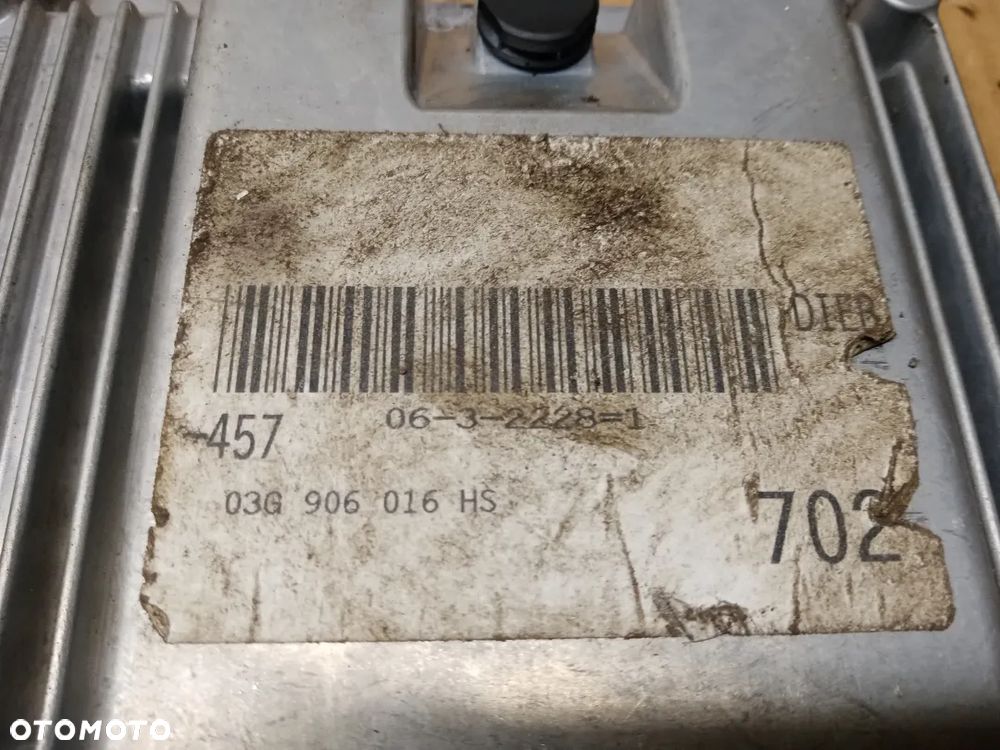 DIEB
-457
06-3-2228=1
03G 906 016 HS
702
OTOMOTO